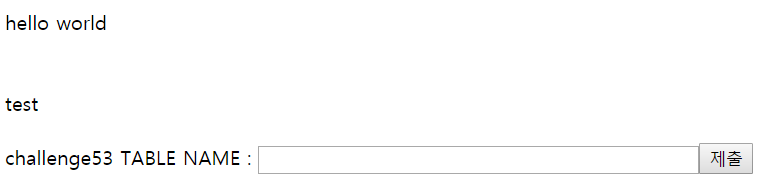 hello world
test
challenge53 TABLE NAME : 제출